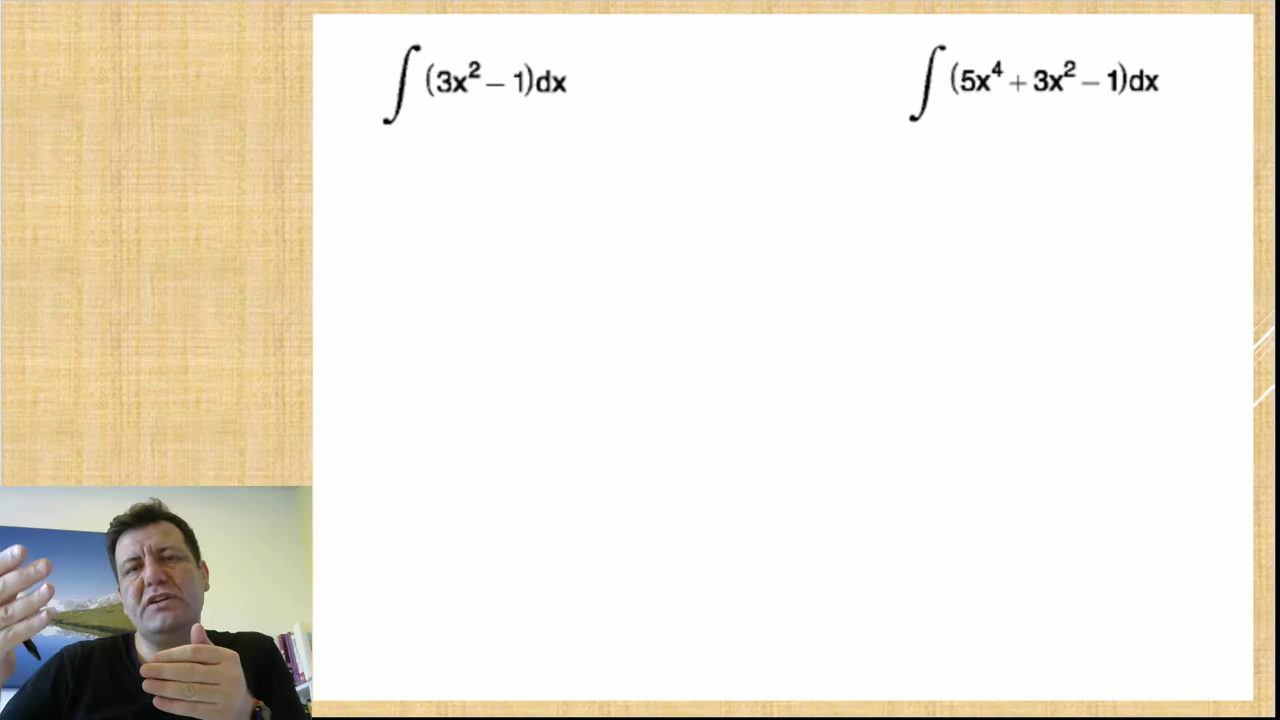 ∫(3x² – 1)dx
∫(5x⁴ + 3x² – 1)dx